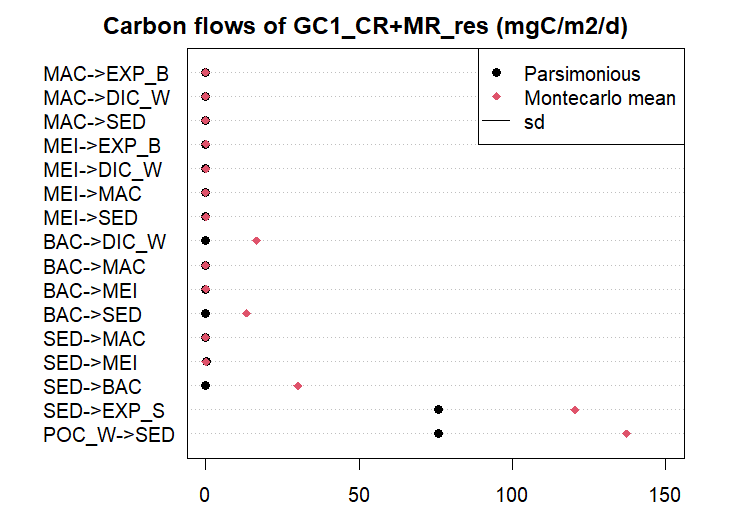 Carbon flows of GC1_CR+MR_res (mgC/m2/d)
MAC->EXP_B
MAC->DIC_W
MAC->SED
MEI->EXP_B
MEI->DIC_W
MEI->MAC
MEI->SED
BAC->DIC_W
BAC->MAC
BAC->MEI
BAC->SED
SED->MAC
SED->MEI
SED->BAC
SED->EXP_S
POC_W->SED
Parsimonious
Montecarlo mean
sd
0 50 100 150